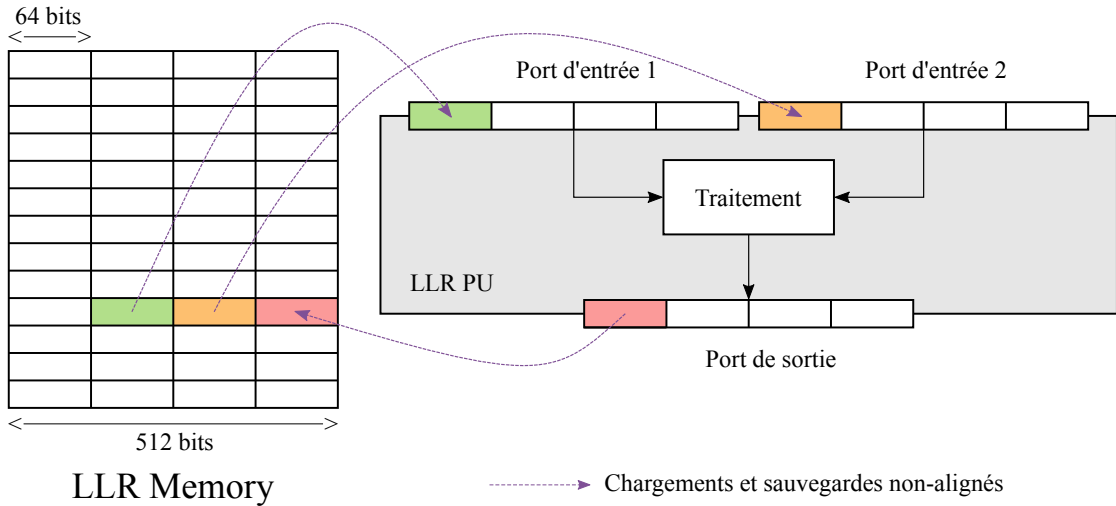 64 bits
Port d'entrée 1
Port d'entrée 2
Traitement
LLR PU
Port de sortie
512 bits
LLR Memory
Chargements et sauvegardes non-alignés